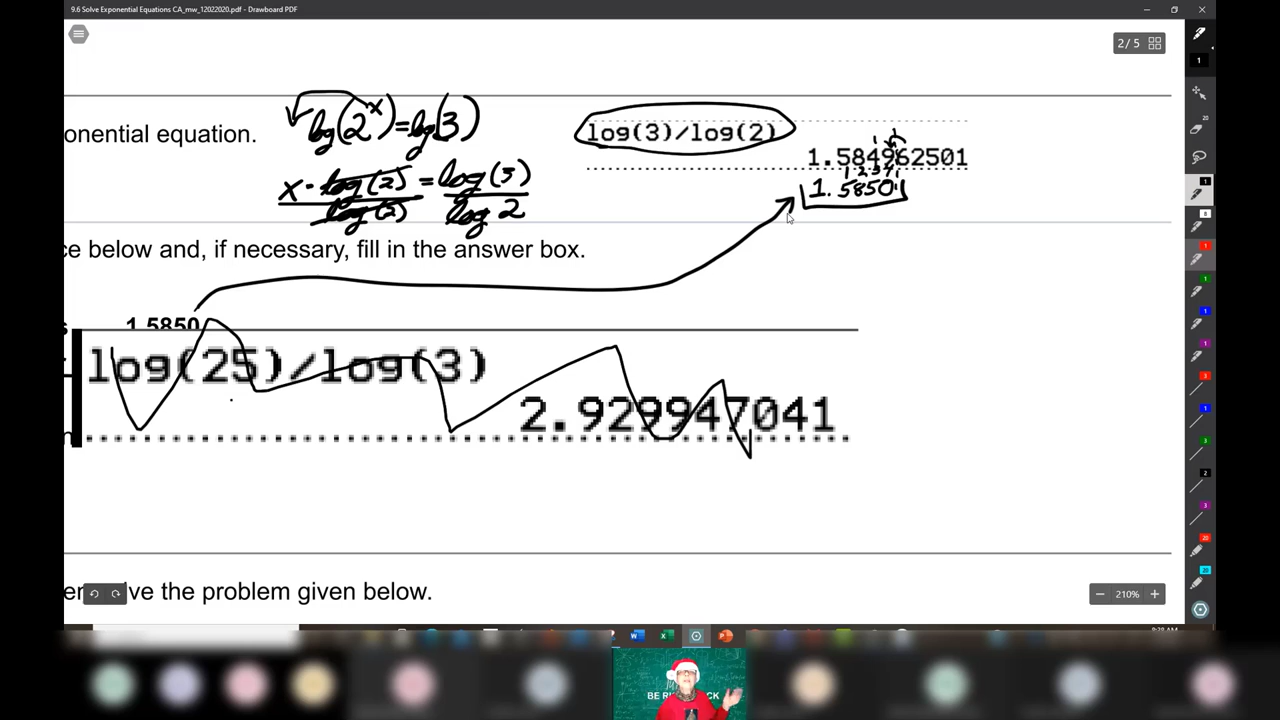 9.6 Solve Exponential Equations CA_mw_12022020.pdf - Drawboard PDF
2 / 5
onential equation.
log(2^x)=log(3)
x · log(2) = log(3)
log(2) log 2
log(3)/log(2)
1.584962501
1.5850
ce below and, if necessary, fill in the answer box.
1.5850
log(25)/log(3)
2.929947041
ve the problem given below.
210%